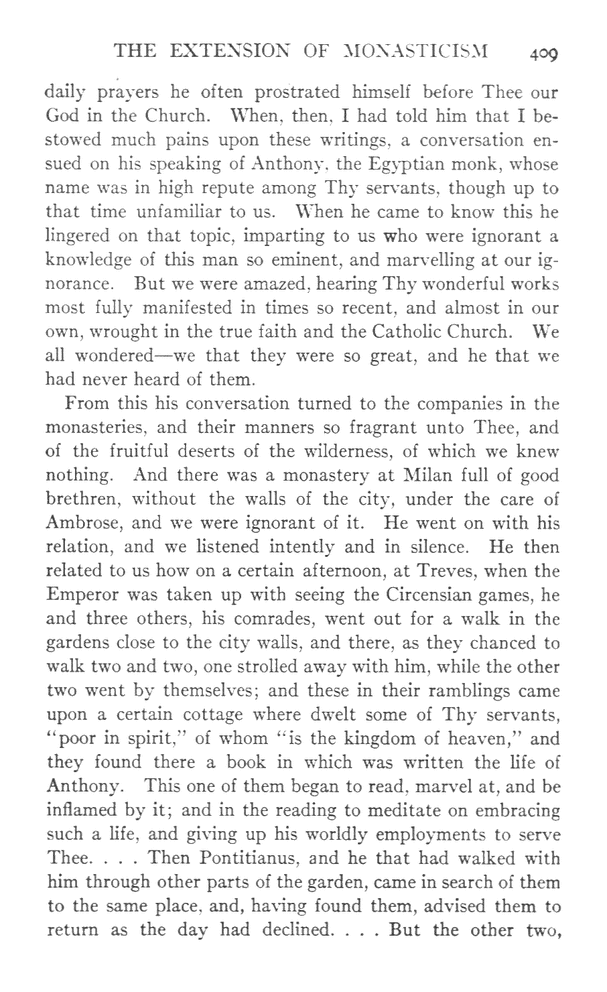 THE EXTENSION OF MONASTICISM 409
daily prayers he often prostrated himself before Thee our
God in the Church. When, then, I had told him that I be-
stowed much pains upon these writings, a conversation en-
sued on his speaking of Anthony, the Egyptian monk, whose
name was in high repute among Thy servants, though up to
that time unfamiliar to us. When he came to know this he
lingered on that topic, imparting to us who were ignorant a
knowledge of this man so eminent, and marvelling at our ig-
norance. But we were amazed, hearing Thy wonderful works
most fully manifested in times so recent, and almost in our
own, wrought in the true faith and the Catholic Church. We
all wondered—we that they were so great, and he that we
had never heard of them.
From this his conversation turned to the companies in the
monasteries, and their manners so fragrant unto Thee, and
of the fruitful deserts of the wilderness, of which we knew
nothing. And there was a monastery at Milan full of good
brethren, without the walls of the city, under the care of
Ambrose, and we were ignorant of it. He went on with his
relation, and we listened intently and in silence. He then
related to us how on a certain afternoon, at Treves, when the
Emperor was taken up with seeing the Circensian games, he
and three others, his comrades, went out for a walk in the
gardens close to the city walls, and there, as they chanced to
walk two and two, one strolled away with him, while the other
two went by themselves; and these in their ramblings came
upon a certain cottage where dwelt some of Thy servants,
“poor in spirit,” of whom “is the kingdom of heaven,” and
they found there a book in which was written the life of
Anthony. This one of them began to read, marvel at, and be
inflamed by it; and in the reading to meditate on embracing
such a life, and giving up his worldly employments to serve
Thee. . . . Then Pontitianus, and he that had walked with
him through other parts of the garden, came in search of them
to the same place, and, having found them, advised them to
return as the day had declined. . . . But the other two,